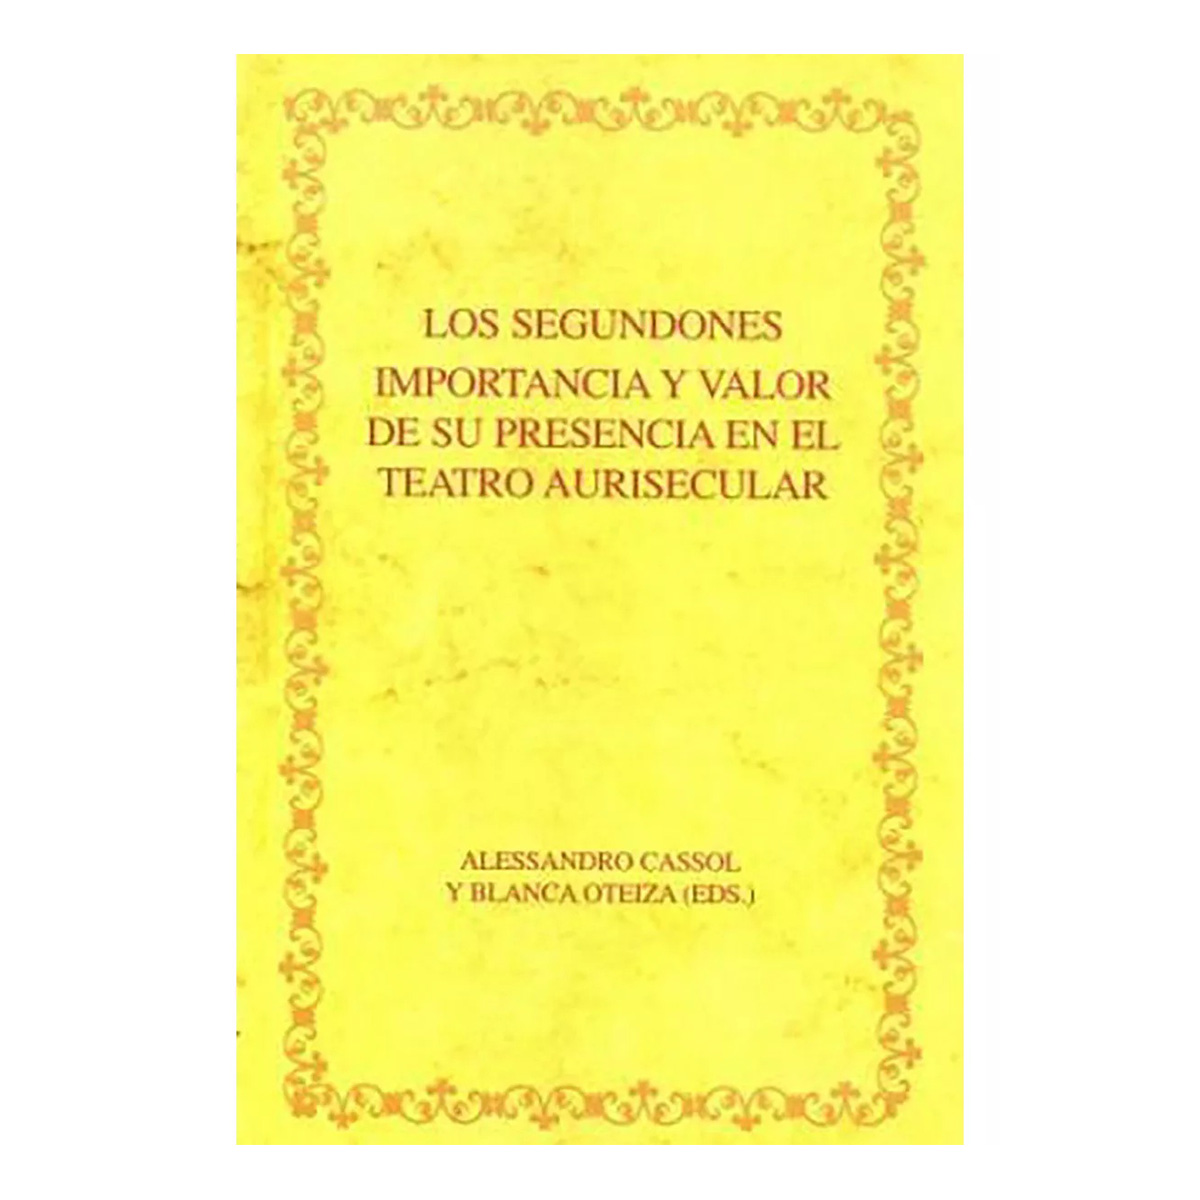 LOS SEGUNDONES
IMPORTANCIA Y VALOR
DE SU PRESENCIA EN EL
TEATRO AURISECULAR
ALESSANDRO CASSOL
Y BLANCA OTEIZA (EDS.)